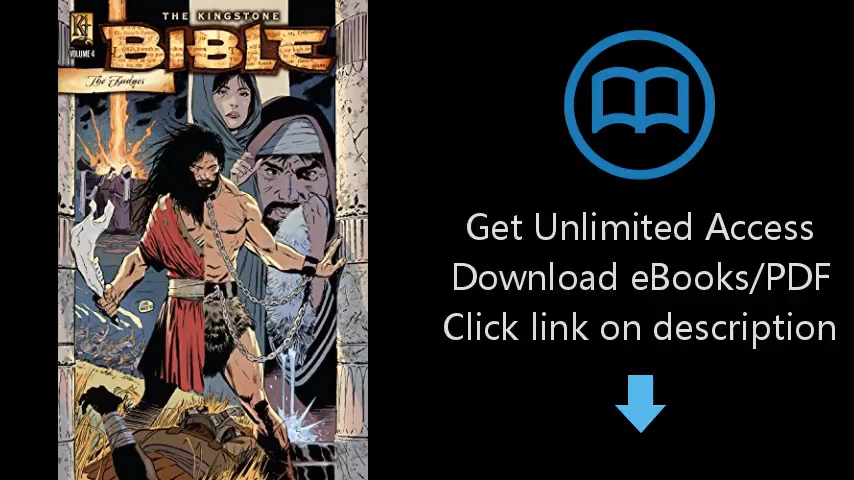 THE KINGSTONE
BIBLE
VOLUME 4
The Judges
Get Unlimited Access
Download eBooks/PDF
Click link on description